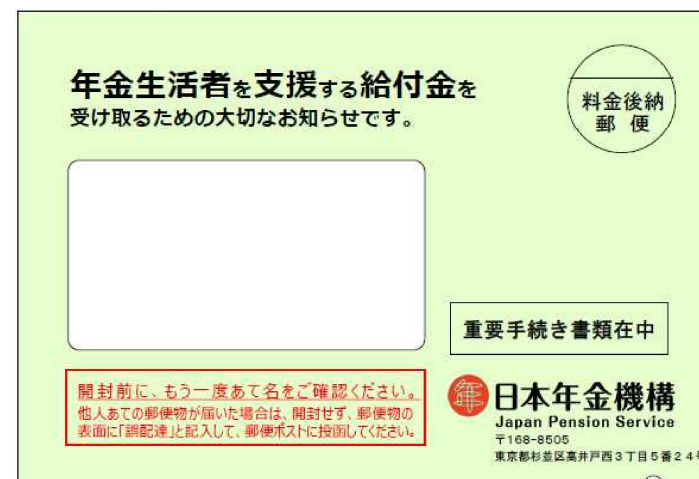 年金生活者を支援する給付金を
受け取るための大切なお知らせです。
料金後納
郵便
重要手続き書類在中
開封前に、もう一度あて名をご確認ください。
他人あての郵便物が届いた場合は、開封せず、郵便物の
表面に「誤配達」と記入して、郵便ポストに投函してください。
年
日本年金機構
Japan Pension Service
〒168-8505
東京都杉並区高井戸西3丁目5番24号